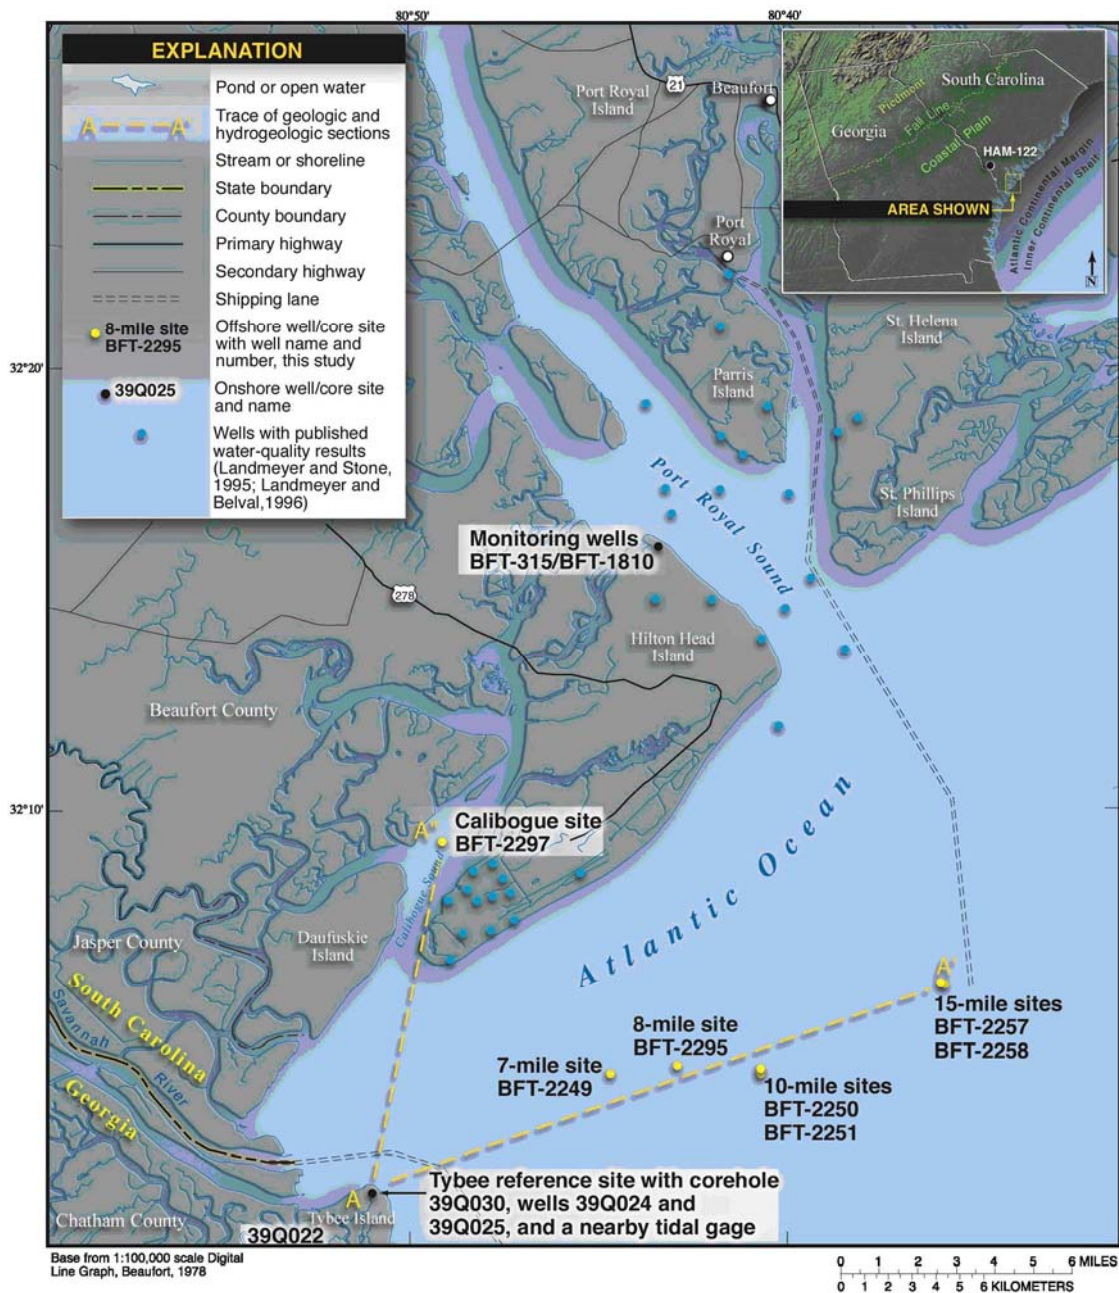 80°50'
80°40'
EXPLANATION
Pond or open water
A A'
Trace of geologic and
hydrogeologic sections
Stream or shoreline
State boundary
County boundary
Primary highway
Secondary highway
Shipping lane
8-mile site
BFT-2295
Offshore well/core site
with well name and
number, this study
39Q025
Onshore well/core site
and name
Wells with published
water-quality results
(Landmeyer and Stone,
1995; Landmeyer and
Belval,1996)
Port Royal
Island
21
Beaufort
South Carolina
Piedmont
Fall Line
Georgia
Coastal Plain
HAM-122
AREA SHOWN
Atlantic Continental Margin
Inner Continental Shelf
N
Port
Royal
St. Helena
Island
32°20'
Parris
Island
Port Royal Sound
St. Phillips
Island
Monitoring wells
BFT-315/BFT-1810
278
Hilton Head
Island
Beaufort County
32°10'
A"
Calibogue site
BFT-2297
Calibogue Sound
Atlantic Ocean
Jasper County
Daufuskie
Island
South Carolina
Savannah
River
Georgia
A'
15-mile sites
BFT-2257
BFT-2258
8-mile site
BFT-2295
7-mile site
BFT-2249
10-mile sites
BFT-2250
BFT-2251
A
Tybee Island
Tybee reference site with corehole
39Q030, wells 39Q024 and
39Q025, and a nearby tidal gage
Chatham County
39Q022
Base from 1:100,000 scale Digital
Line Graph, Beaufort, 1978
0 1 2 3 4 5 6 MILES
0 1 2 3 4 5 6 KILOMETERS